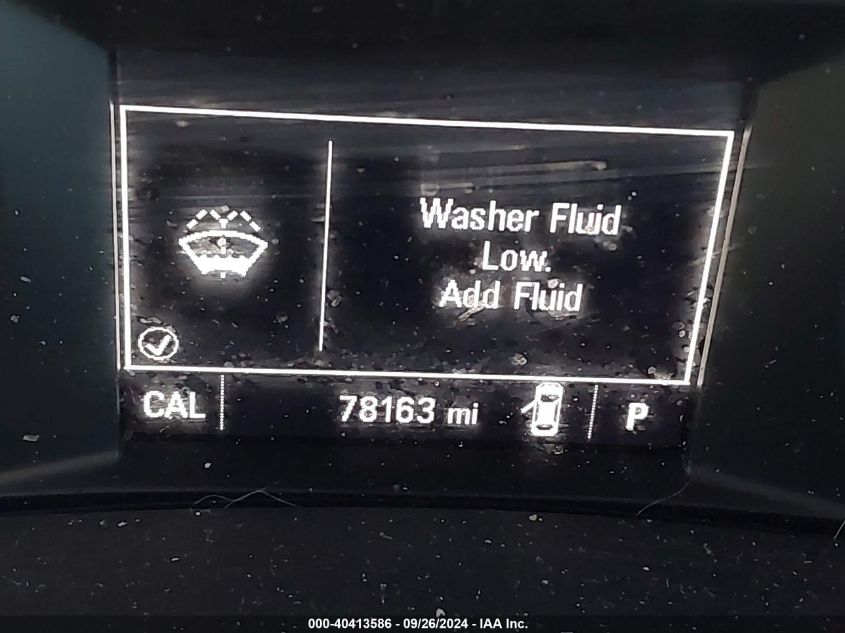 Washer Fluid
Low.
Add Fluid
CAL 78163 mi P
000-40413586 - 09/26/2024 - IAA Inc.